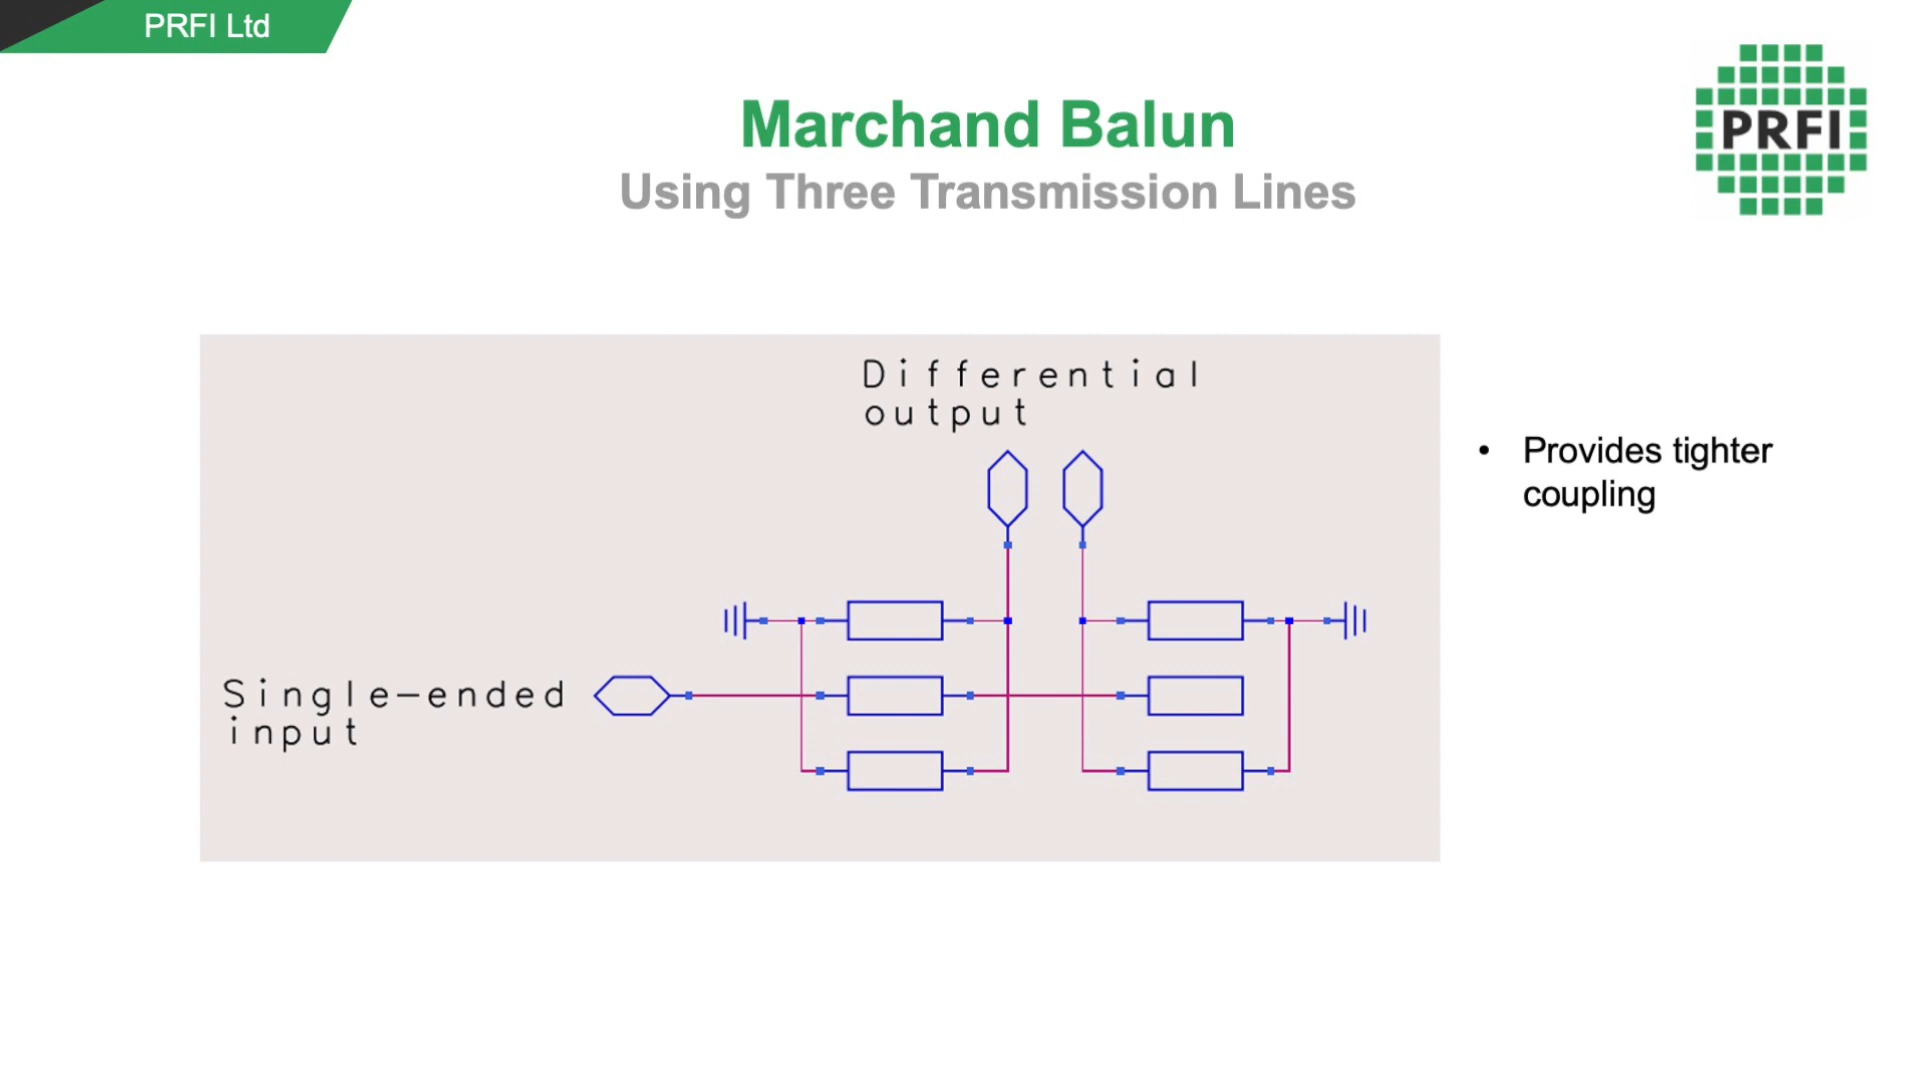 PRFI Ltd
Marchand Balun
Using Three Transmission Lines
PRFI
Differential
output
Single-ended
input
• Provides tighter
coupling